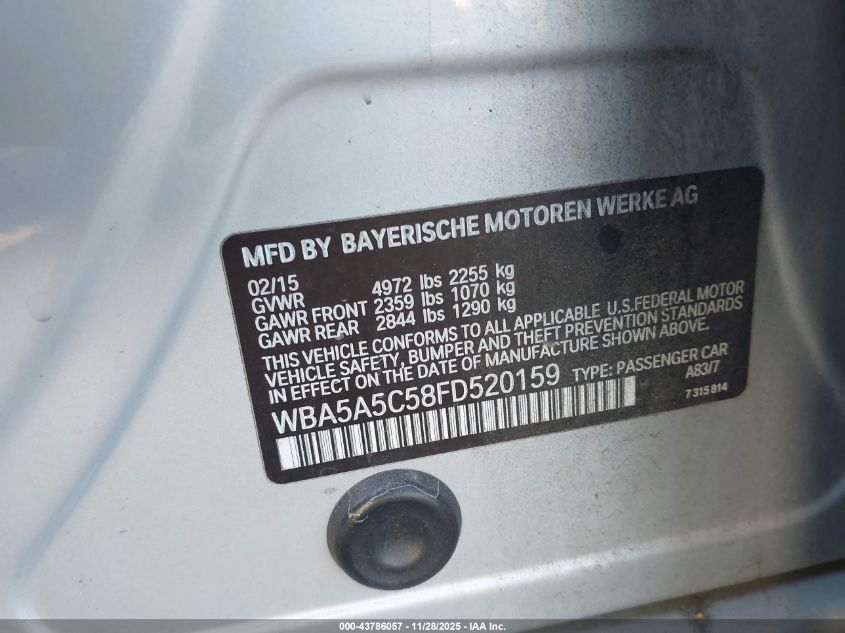 MFD BY BAYERISCHE MOTOREN WERKE AG
02/15
GVWR 4972 lbs 2255 kg
GAWR FRONT 2359 lbs 1070 kg
GAWR REAR 2844 lbs 1290 kg
THIS VEHICLE CONFORMS TO ALL APPLICABLE U.S.FEDERAL MOTOR
VEHICLE SAFETY, BUMPER AND THEFT PREVENTION STANDARDS
IN EFFECT ON THE DATE OF MANUFACTURE SHOWN ABOVE.
WBA5A5C58FD520159 TYPE: PASSENGER CAR
A83/7
7 315 814
000-43786057 - 11/28/2025 - IAA Inc.